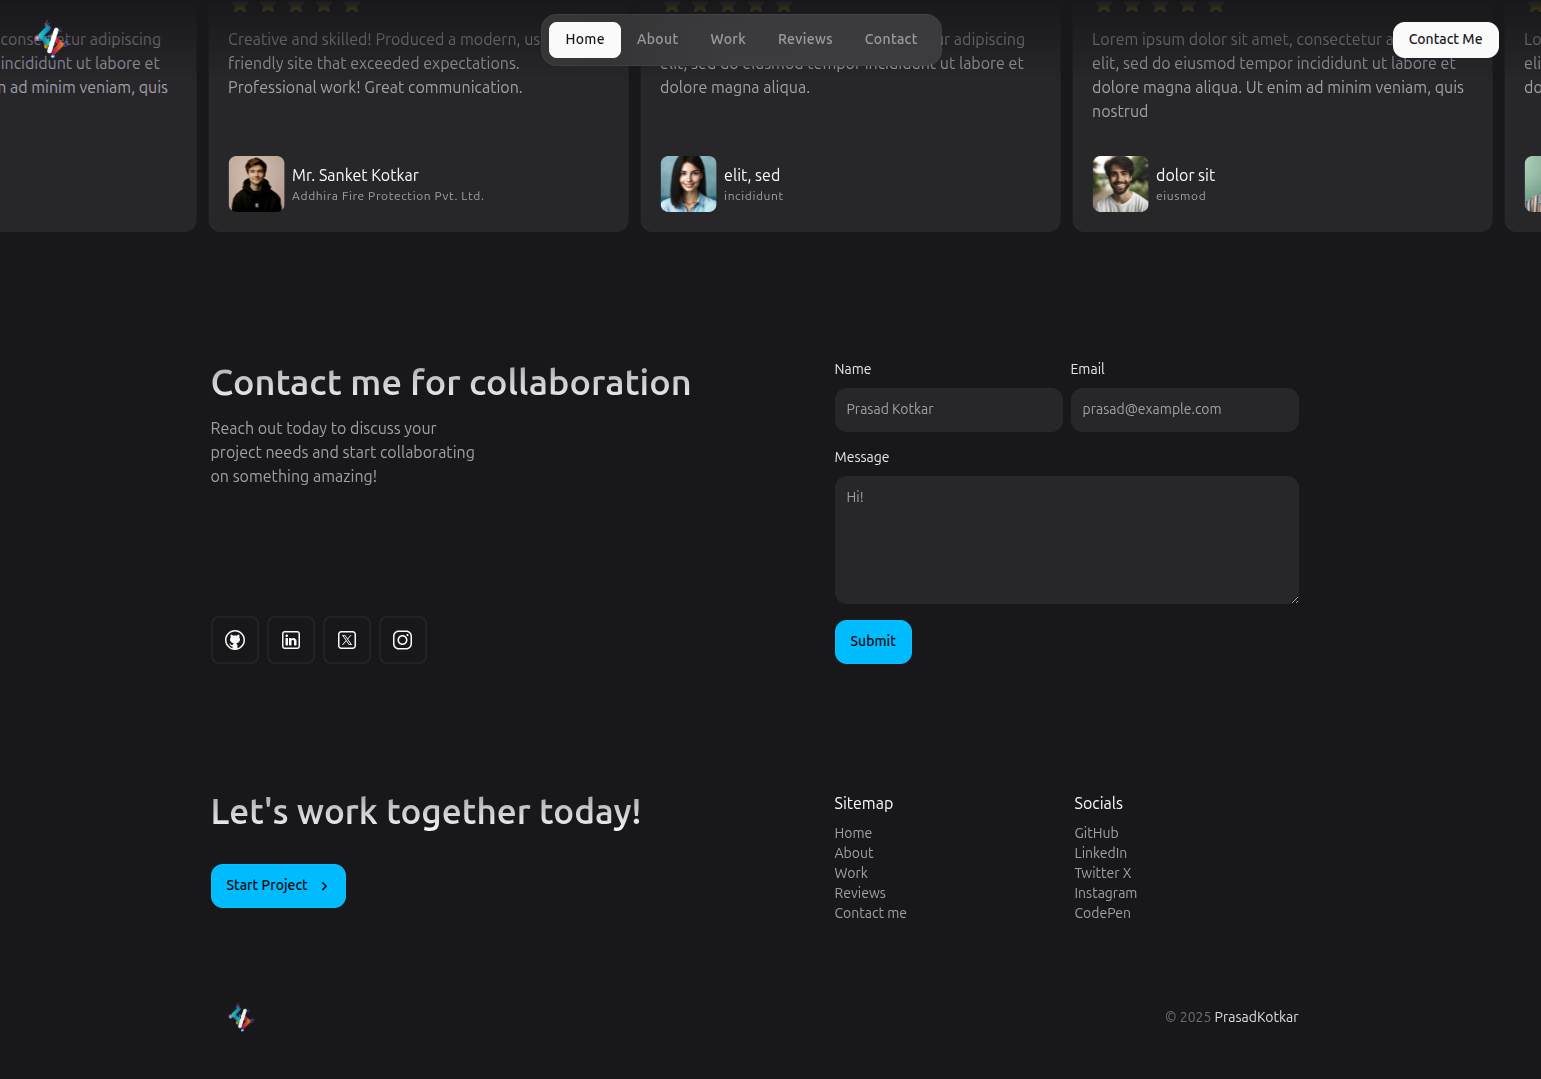 Home
About
Work
Reviews
Contact
Contact Me
adipiscing
incididunt ut labore et
ad minim veniam, quis
Creative and skilled! Produced a modern, us
friendly site that exceeded expectations.
Professional work! Great communication.
Mr. Sanket Kotkar
Addhira Fire Protection Pvt. Ltd.
adipiscing
elit, sed do eiusmod tempor incididunt ut labore et
dolore magna aliqua.
elit, sed
incididunt
Lorem ipsum dolor sit amet, consectetur a
elit, sed do eiusmod tempor incididunt ut labore et
dolore magna aliqua. Ut enim ad minim veniam, quis
nostrud
dolor sit
eiusmod
Contact me for collaboration
Reach out today to discuss your
project needs and start collaborating
on something amazing!
Name
Email
Prasad Kotkar
prasad@example.com
Message
Hi!
Submit
Let's work together today!
Start Project
Sitemap
Home
About
Work
Reviews
Contact me
Socials
GitHub
LinkedIn
Twitter X
Instagram
CodePen
© 2025 PrasadKotkar